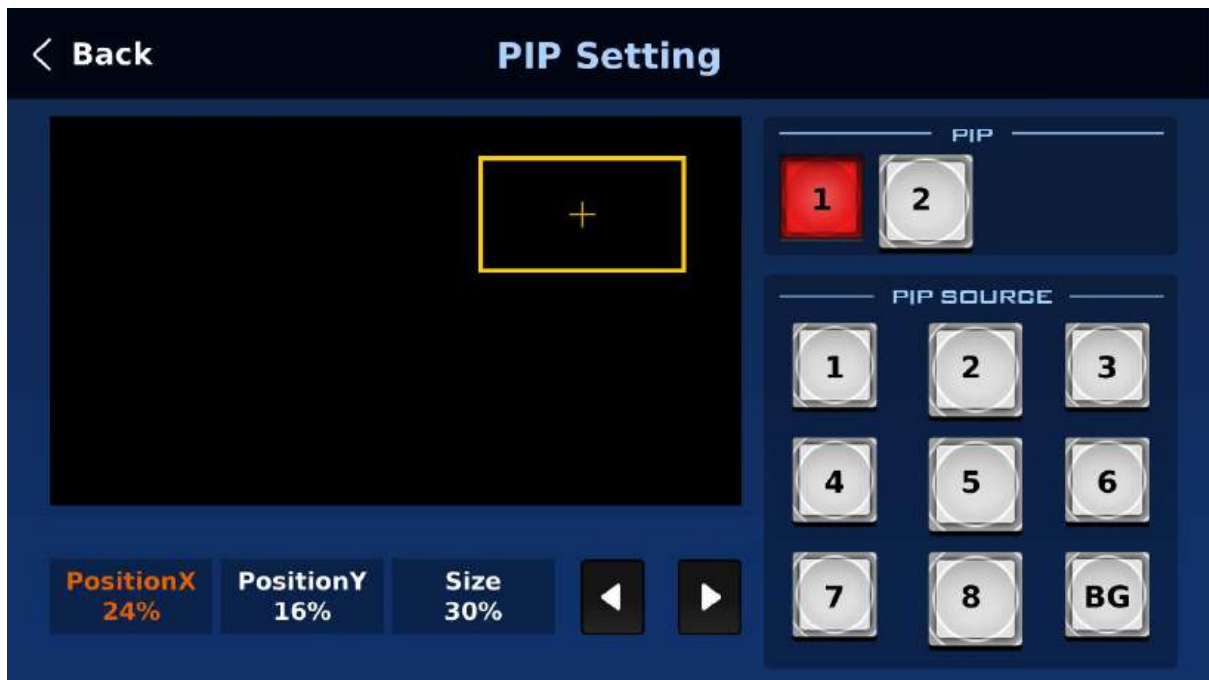 Back
PIP Setting
PIP
1 2
PIP SOURCE
1 2 3
4 5 6
7 8 BG
PositionX PositionY Size
24% 16% 30%